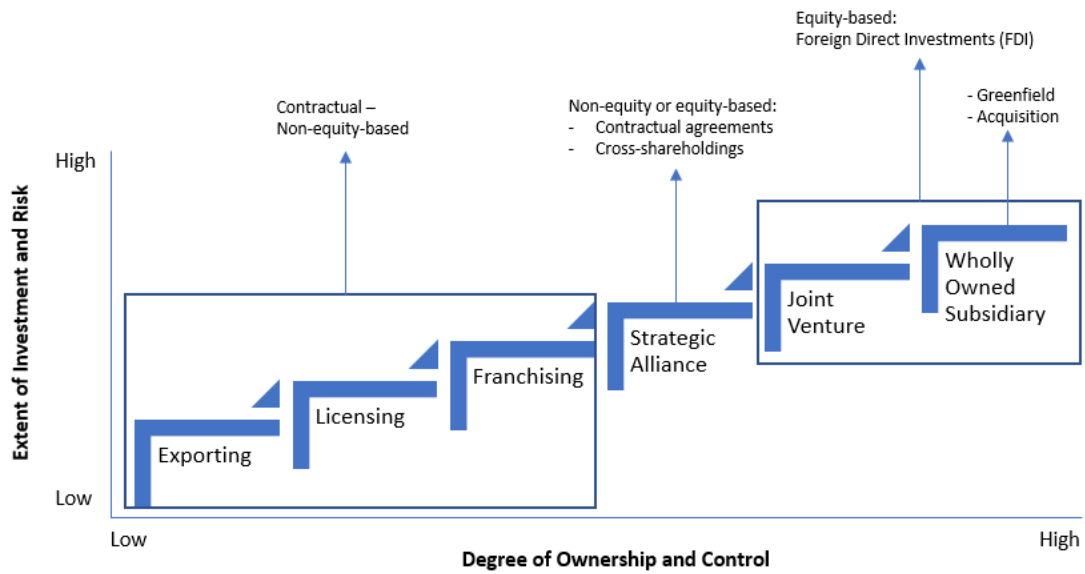 Equity-based:
Foreign Direct Investments (FDI)
- Greenfield
- Acquisition
Contractual –
Non-equity-based
Non-equity or equity-based:
- Contractual agreements
- Cross-shareholdings
High
Extent of Investment and Risk
Wholly
Owned
Subsidiary
Joint
Venture
Strategic
Alliance
Franchising
Licensing
Exporting
Low
Low
High
Degree of Ownership and Control